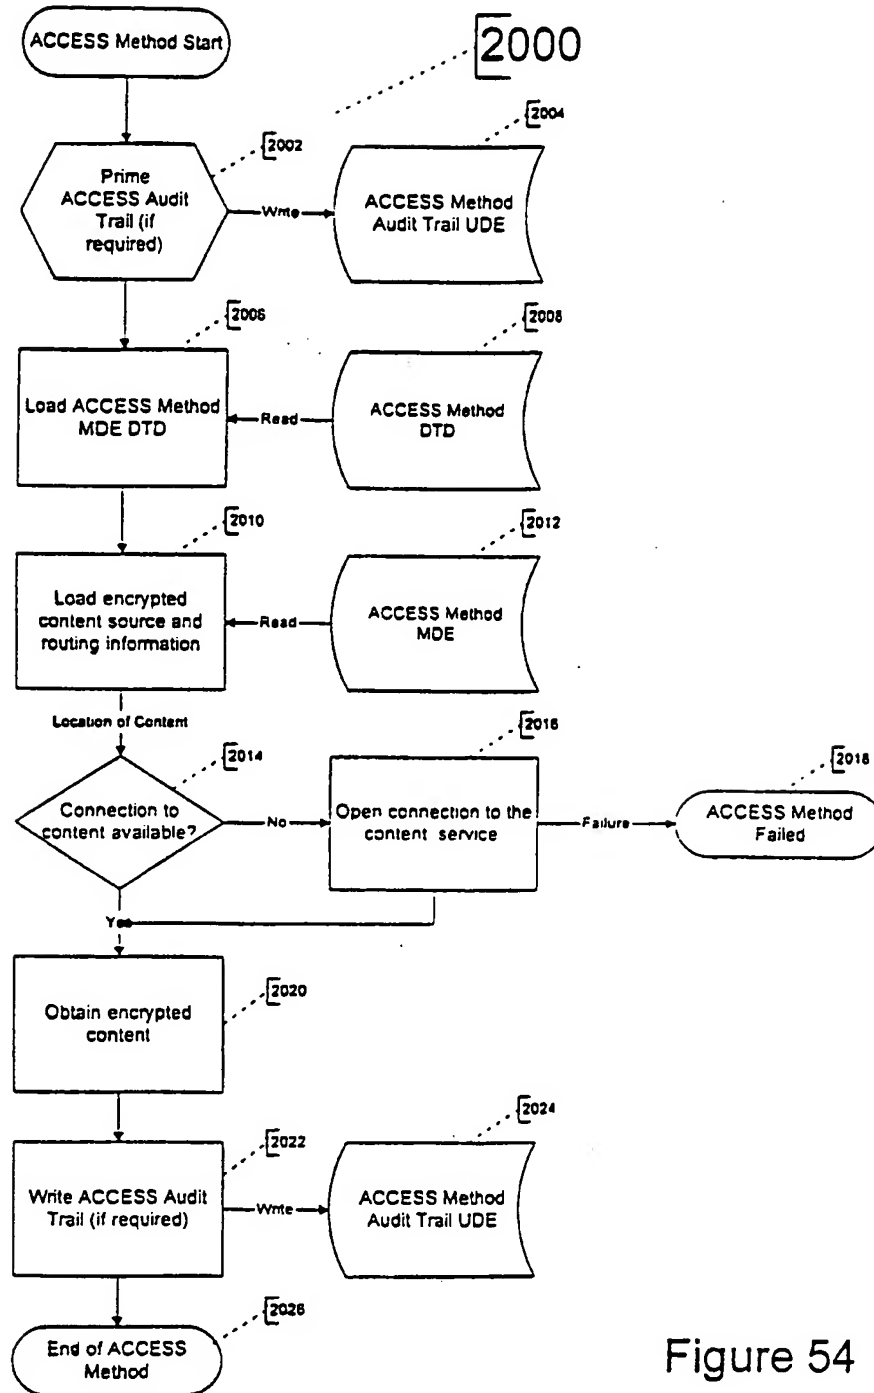 ACCESS Method Start
2000
2002
2004
Prime
ACCESS Audit
Trail (if
required)
Write
ACCESS Method
Audit Trail UDE
2006
2008
Load ACCESS Method
MDE DTD
Read
ACCESS Method
DTD
2010
2012
Load encrypted
content source and
routing information
Read
ACCESS Method
MDE
Location of Content
2014
2016
2018
Connection to
content available?
No
Open connection to the
content service
Failure
ACCESS Method
Failed
Y
2020
Obtain encrypted
content
2022
2024
Write ACCESS Audit
Trail (if required)
Write
ACCESS Method
Audit Trail UDE
2026
End of ACCESS
Method
Figure 54